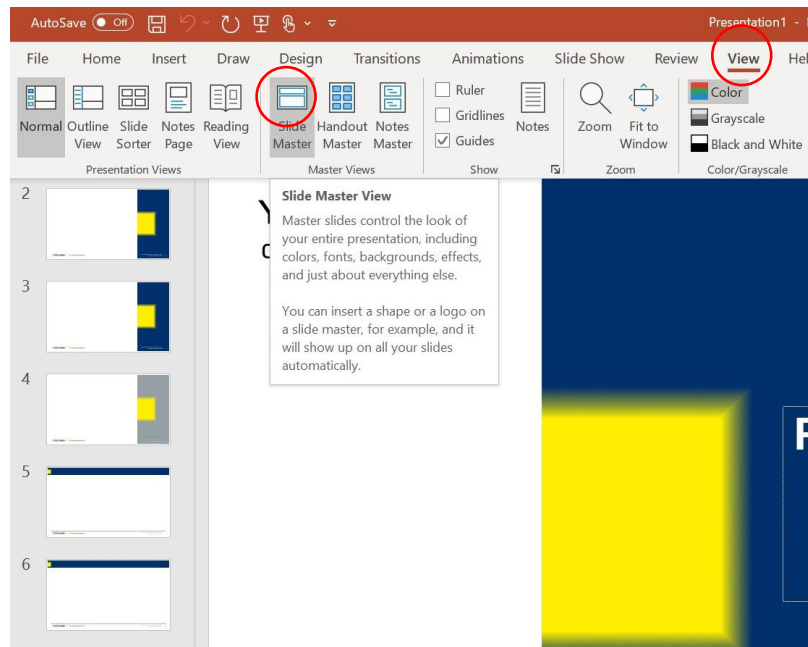 AutoSave Off Presentation1 -
File Home Insert Draw Design Transitions Animations Slide Show Review View Hel
Normal Outline View Slide Sorter Notes Page Reading View
Presentation Views
Slide Master Handout Master Notes Master
Master Views
Ruler
Gridlines
Guides
Notes
Show
Zoom Fit to Window
Zoom
Color
Grayscale
Black and White
Color/Grayscale
Slide Master View
Master slides control the look of
your entire presentation, including
colors, fonts, backgrounds, effects,
and just about everything else.
You can insert a shape or a logo on
a slide master, for example, and it
will show up on all your slides
automatically.
2
3
4
5
6